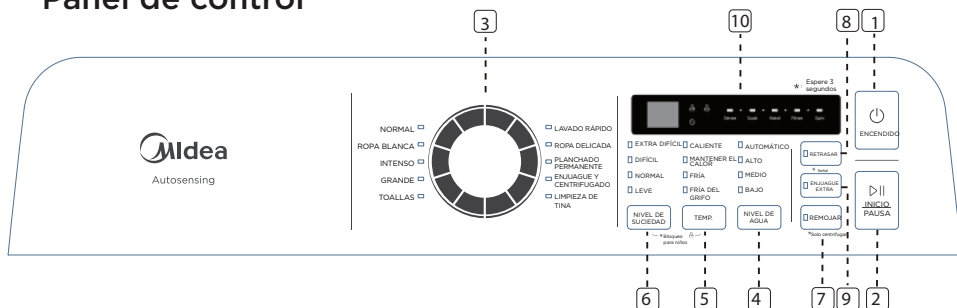 Panel de control
3
10
8
1
* Espere 3
segundos
Sense
Soak
Wash
Rinse
Spin
Midea
Autosensing
NORMAL
ROPA BLANCA
INTENSO
GRANDE
TOALLAS
LAVADO RÁPIDO
ROPA DELICADA
PLANCHADO
PERMANENTE
ENJUAGUE Y
CENTRIFUGADO
LIMPIEZA DE
TINA
EXTRA DIFÍCIL
DIFÍCIL
NORMAL
LEVE
CALIENTE
MANTENER EL
CALOR
FRÍA
FRÍA DEL
GRIFO
AUTOMÁTICO
ALTO
MEDIO
BAJO
NIVEL DE
SUCIEDAD
TEMP.
NIVEL DE
AGUA
*Bloqueo
para niños
RETRASAR
* Señal
ENJUAGUE
EXTRA
REMOJAR
*Solo centrifugar
ENCENDIDO
INICIO
PAUSA
6
5
4
7
9
2